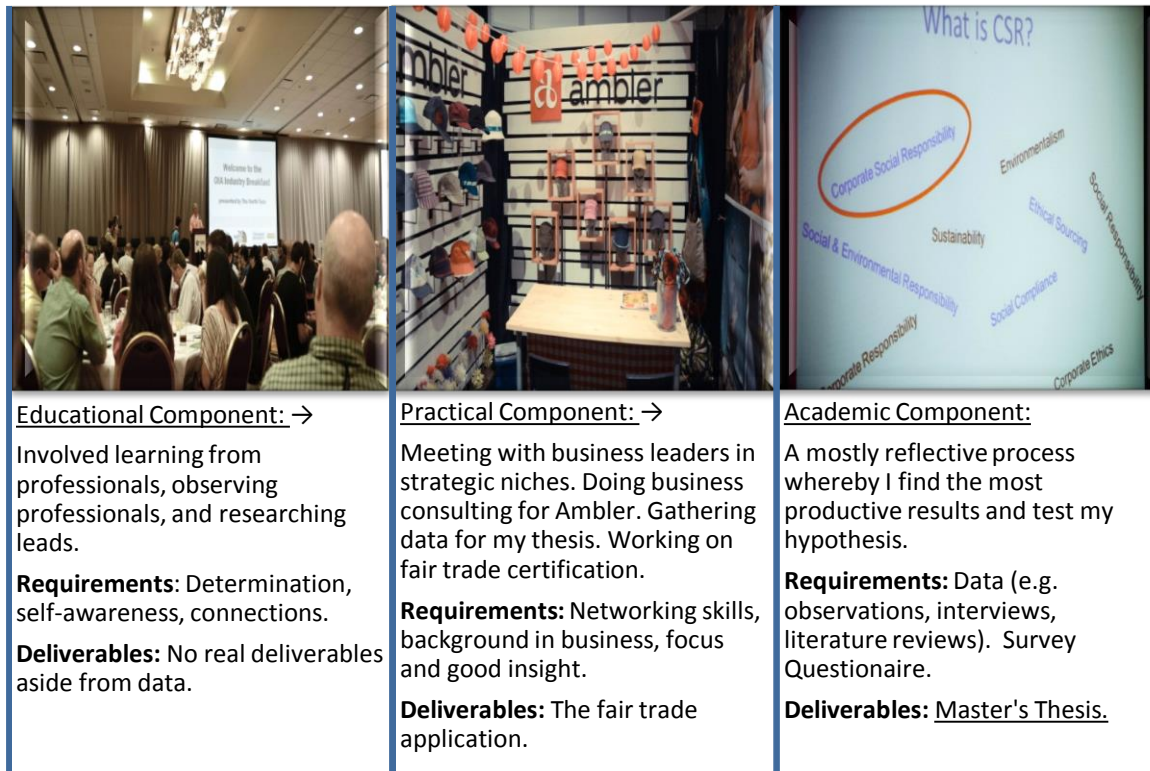 Welcome to the
OIA Industry Breakfast
presented by The North Face
mbler
a
ambler
What is CSR?
Corporate Social Responsibility
Environmentalism
Social Responsibility
Ethical Sourcing
Sustainability
Social & Environmental Responsibility
Social Compliance
Corporate Responsibility
Corporate Ethics
Educational Component: →
Involved learning from
professionals, observing
professionals, and researching
leads.
Requirements: Determination,
self-awareness, connections.
Deliverables: No real deliverables
aside from data.
Practical Component: →
Meeting with business leaders in
strategic niches. Doing business
consulting for Ambler. Gathering
data for my thesis. Working on
fair trade certification.
Requirements: Networking skills,
background in business, focus
and good insight.
Deliverables: The fair trade
application.
Academic Component:
A mostly reflective process
whereby I find the most
productive results and test my
hypothesis.
Requirements: Data (e.g.
observations, interviews,
literature reviews).  Survey
Questionaire.
Deliverables: Master's Thesis.